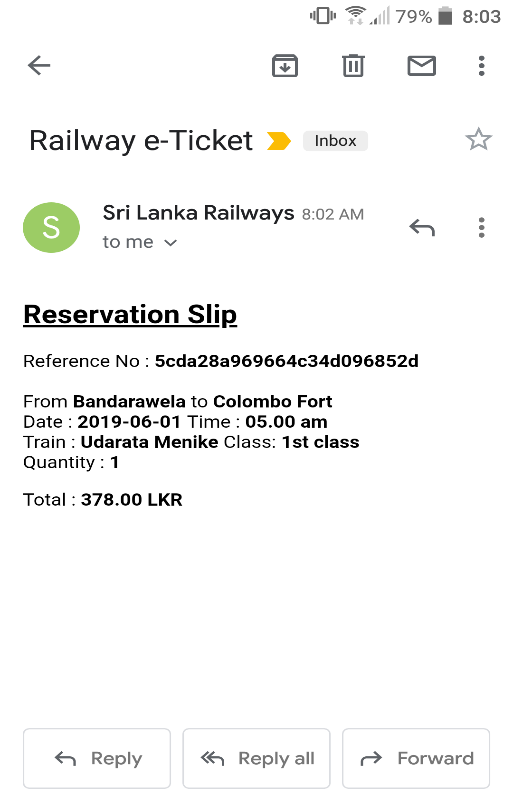 79% 8:03
Railway e-Ticket Inbox
S
Sri Lanka Railways 8:02 AM
to me
Reservation Slip
Reference No : 5cda28a969664c34d096852d
From Bandarawela to Colombo Fort
Date : 2019-06-01 Time : 05.00 am
Train : Udarata Menike Class: 1st class
Quantity : 1
Total : 378.00 LKR
Reply Reply all Forward